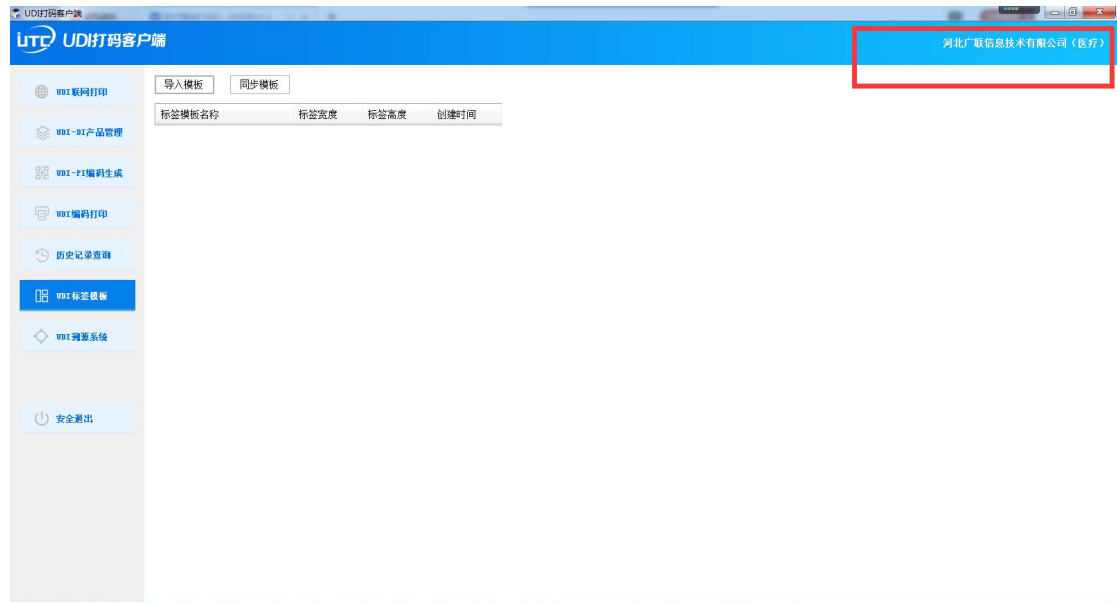 UDI打码客户端
UTC UDI打码客户端
河北广联信息技术有限公司（医疗）
导入模板 同步模板
标签模板名称 标签宽度 标签高度 创建时间
UDI联网打印
UDI-DI产品管理
UDI-PI编码生成
UDI编码打印
历史记录查询
UDI标签模板
UDI溯源系统
安全退出